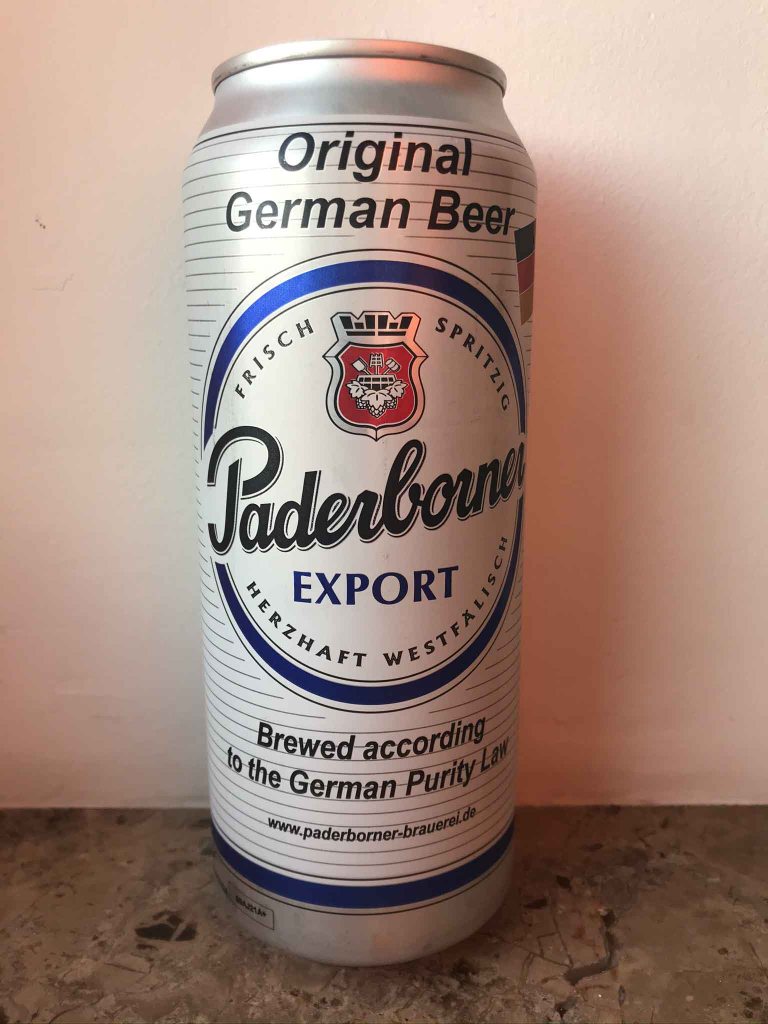 Original
German Beer
FRISCH SPRITZIG
Paderborner
EXPORT
HERZHAFT WESTFÄLISCH
Brewed according
to the German Purity Law
www.paderborner-brauerei.de